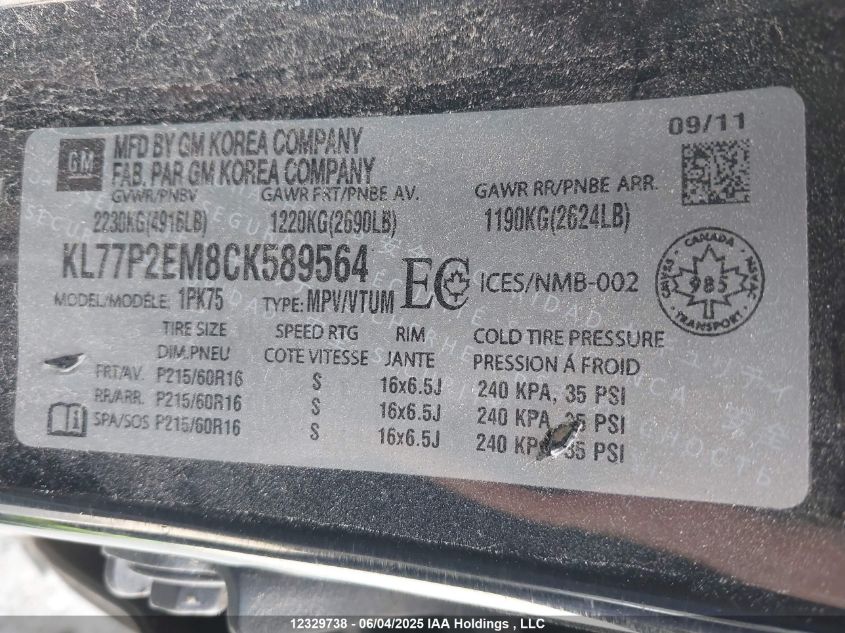 09/11
GM MFD BY GM KOREA COMPANY
FAB. PAR GM KOREA COMPANY
GVWR/PNBV GAWR FRT/PNBE AV. GAWR RR/PNBE ARR.
2230KG(4916LB) 1220KG(2690LB) 1190KG(2624LB)
KL77P2EM8CK589564 EC ICES/NMB-002
CANADA
985
TRANSPORT
MODEL/MODÈLE: 1PK75 TYPE: MPV/VTUM
TIRE SIZE SPEED RTG RIM COLD TIRE PRESSURE
DIM.PNEU COTE VITESSE JANTE PRESSION Á FROID
FRT/AV. P215/60R16 S 16x6.5J 240 KPA, 35 PSI
RR/ARR. P215/60R16 S 16x6.5J 240 KPA, 35 PSI
SPA/SOS P215/60R16 S 16x6.5J 240 KPA, 35 PSI
12329738 - 06/04/2025 IAA Holdings , LLC